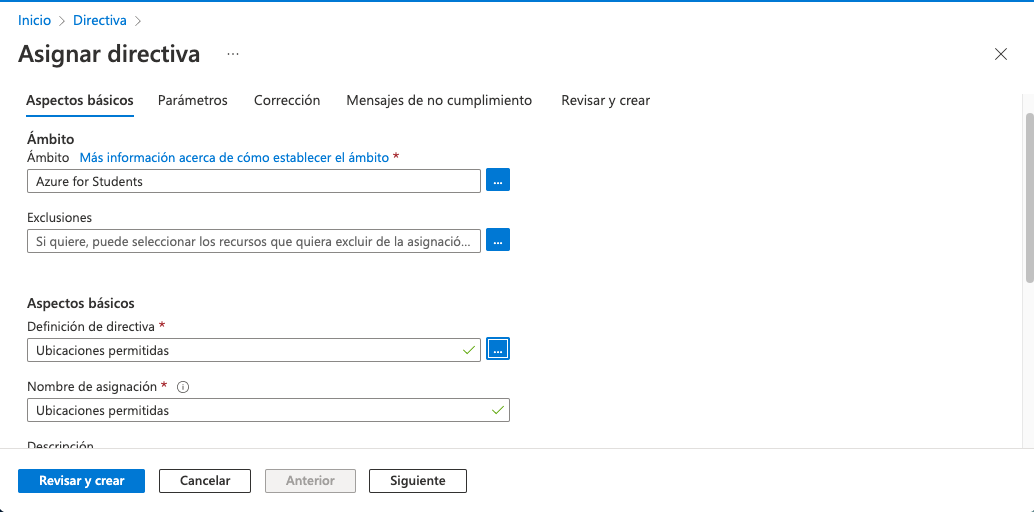 Inicio > Directiva >
Asignar directiva ...
Aspectos básicos Parámetros Corrección Mensajes de no cumplimiento Revisar y crear
Ámbito
Ámbito Más información acerca de cómo establecer el ámbito *
Azure for Students ...
Exclusiones
Si quiere, puede seleccionar los recursos que quiera excluir de la asignació... ...
Aspectos básicos
Definición de directiva *
Ubicaciones permitidas ...
Nombre de asignación *
Ubicaciones permitidas
Descripción
Revisar y crear Cancelar Anterior Siguiente